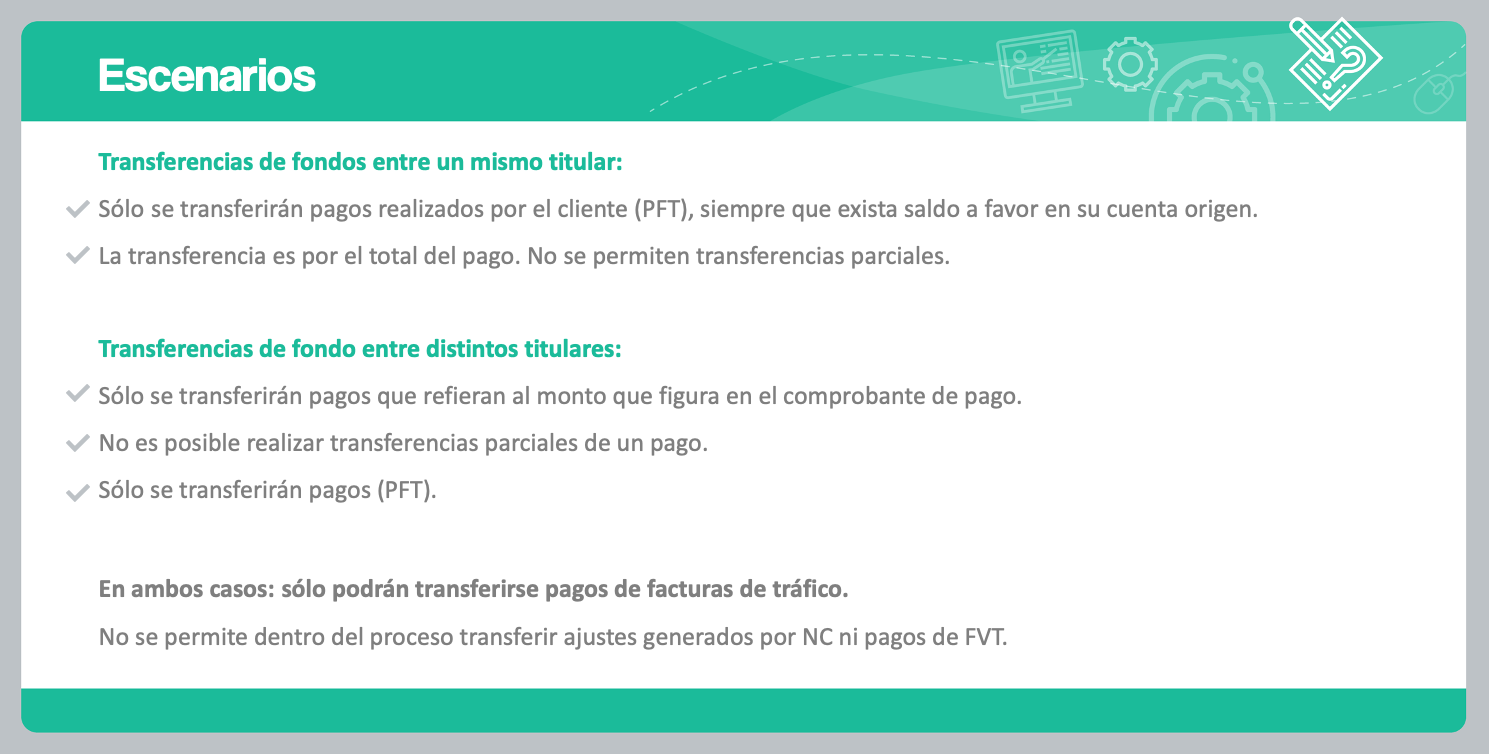 Escenarios
Transferencias de fondos entre un mismo titular:
Sólo se transferirán pagos realizados por el cliente (PFT), siempre que exista saldo a favor en su cuenta origen.
La transferencia es por el total del pago. No se permiten transferencias parciales.
Transferencias de fondo entre distintos titulares:
Sólo se transferirán pagos que refieran al monto que figura en el comprobante de pago.
No es posible realizar transferencias parciales de un pago.
Sólo se transferirán pagos (PFT).
En ambos casos: sólo podrán transferirse pagos de facturas de tráfico.
No se permite dentro del proceso transferir ajustes generados por NC ni pagos de FVT.